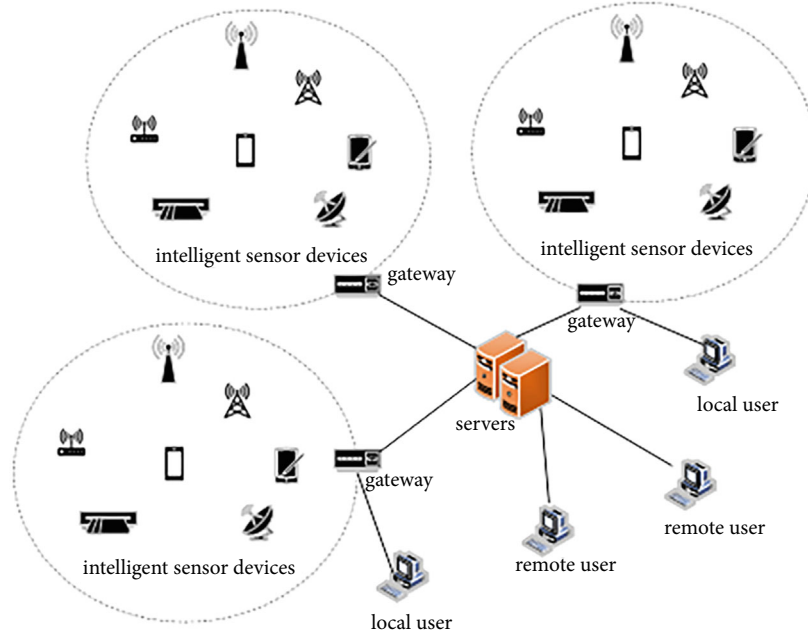 intelligent sensor devices
intelligent sensor devices
gateway
gateway
local user
servers
gateway
remote user
remote user
intelligent sensor devices
local user